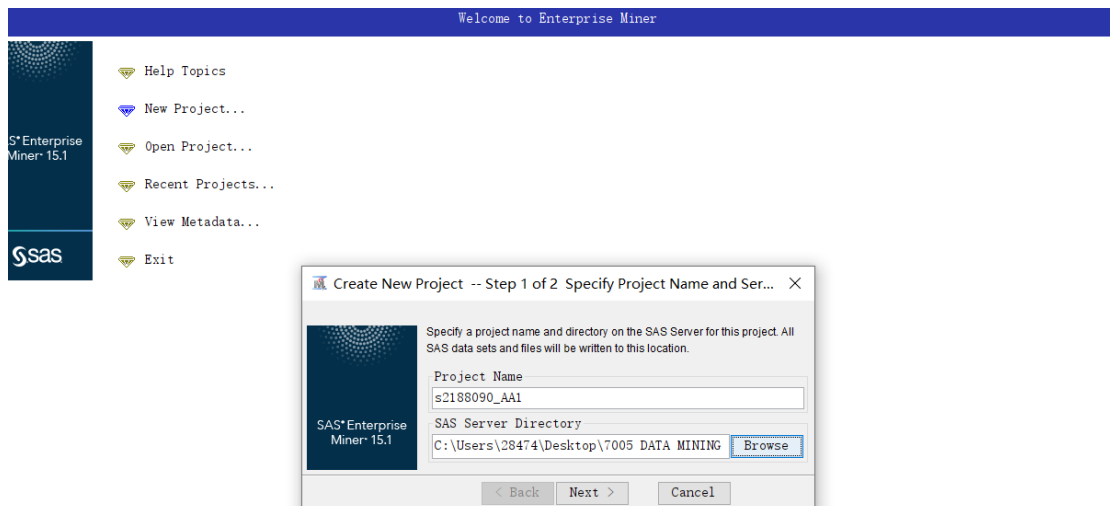 Welcome to Enterprise Miner
Help Topics
New Project...
S® Enterprise
Miner™ 15.1
Open Project...
Recent Projects...
View Metadata...
sas
Exit
Create New Project -- Step 1 of 2 Specify Project Name and Ser...
Specify a project name and directory on the SAS Server for this project. All
SAS data sets and files will be written to this location.
Project Name
s2188090_AA1
SAS® Enterprise
Miner™ 15.1
SAS Server Directory
C:\Users\28474\Desktop\7005 DATA MINING
Browse
< Back
Next >
Cancel